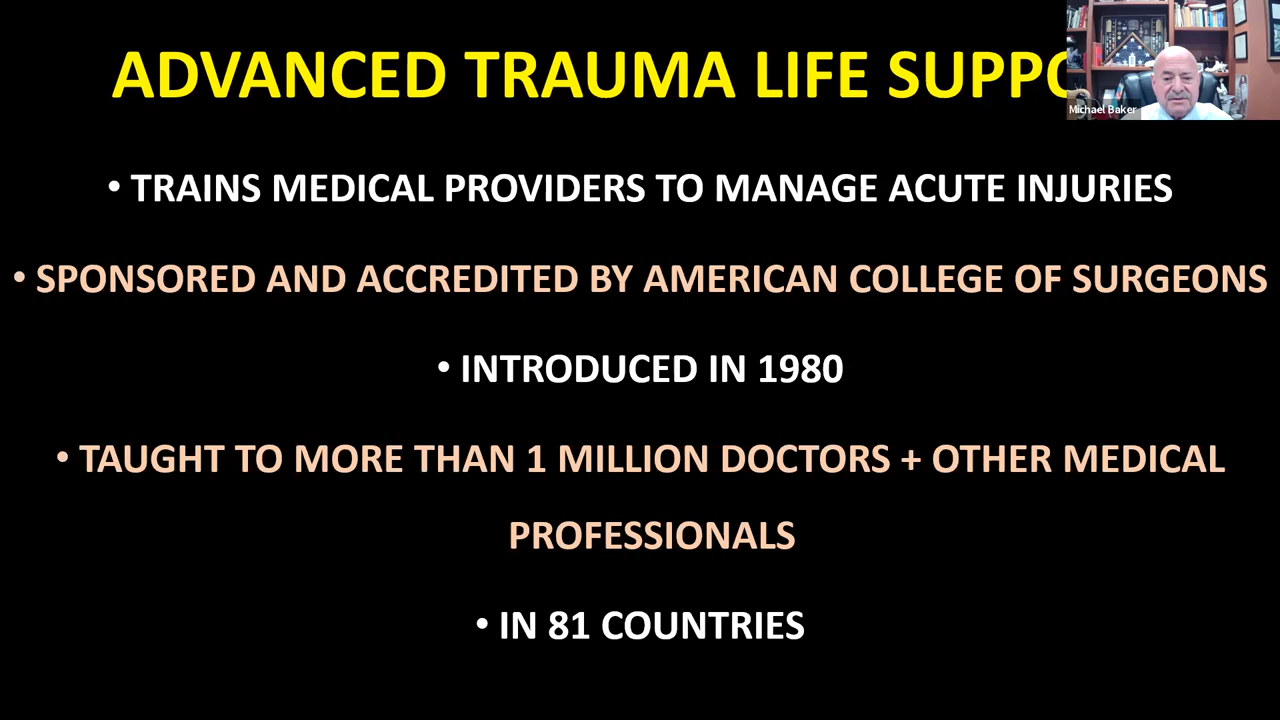 ADVANCED TRAUMA LIFE SUPPO
Michael Baker
• TRAINS MEDICAL PROVIDERS TO MANAGE ACUTE INJURIES
• SPONSORED AND ACCREDITED BY AMERICAN COLLEGE OF SURGEONS
• INTRODUCED IN 1980
• TAUGHT TO MORE THAN 1 MILLION DOCTORS + OTHER MEDICAL
PROFESSIONALS
• IN 81 COUNTRIES